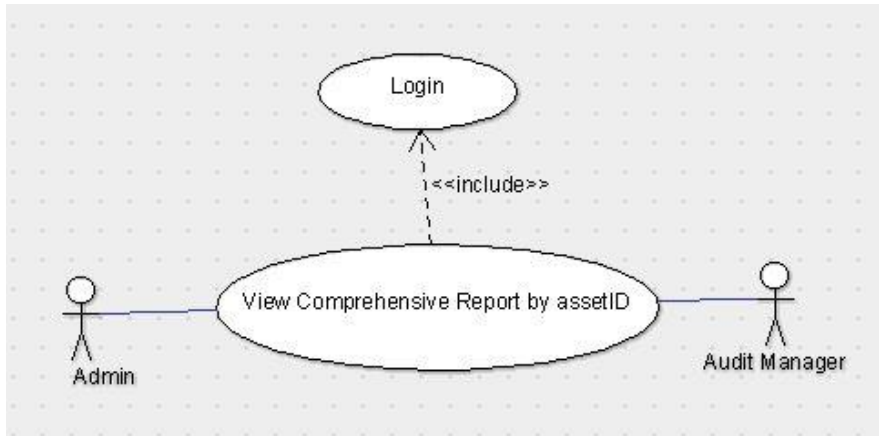 Login
<<include>>
View Comprehensive Report by assetID
Admin
Audit Manager